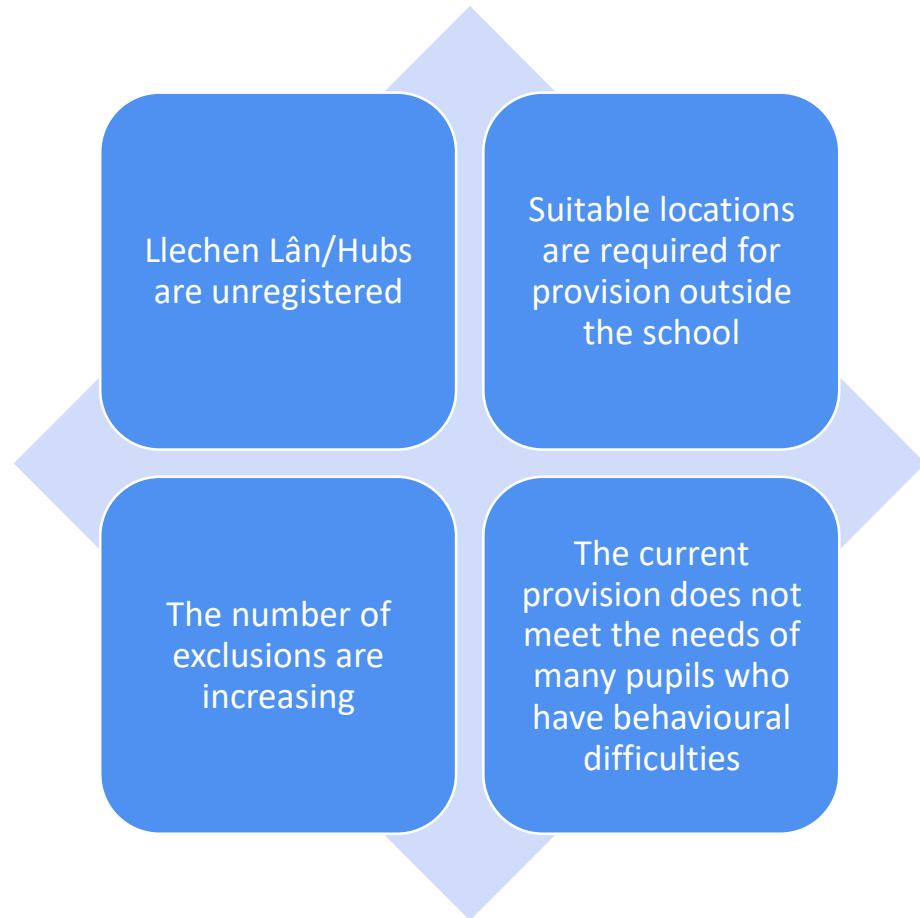 Llechen Lân/Hubs
are unregistered
Suitable locations
are required for
provision outside
the school
The number of
exclusions are
increasing
The current
provision does not
meet the needs of
many pupils who
have behavioural
difficulties